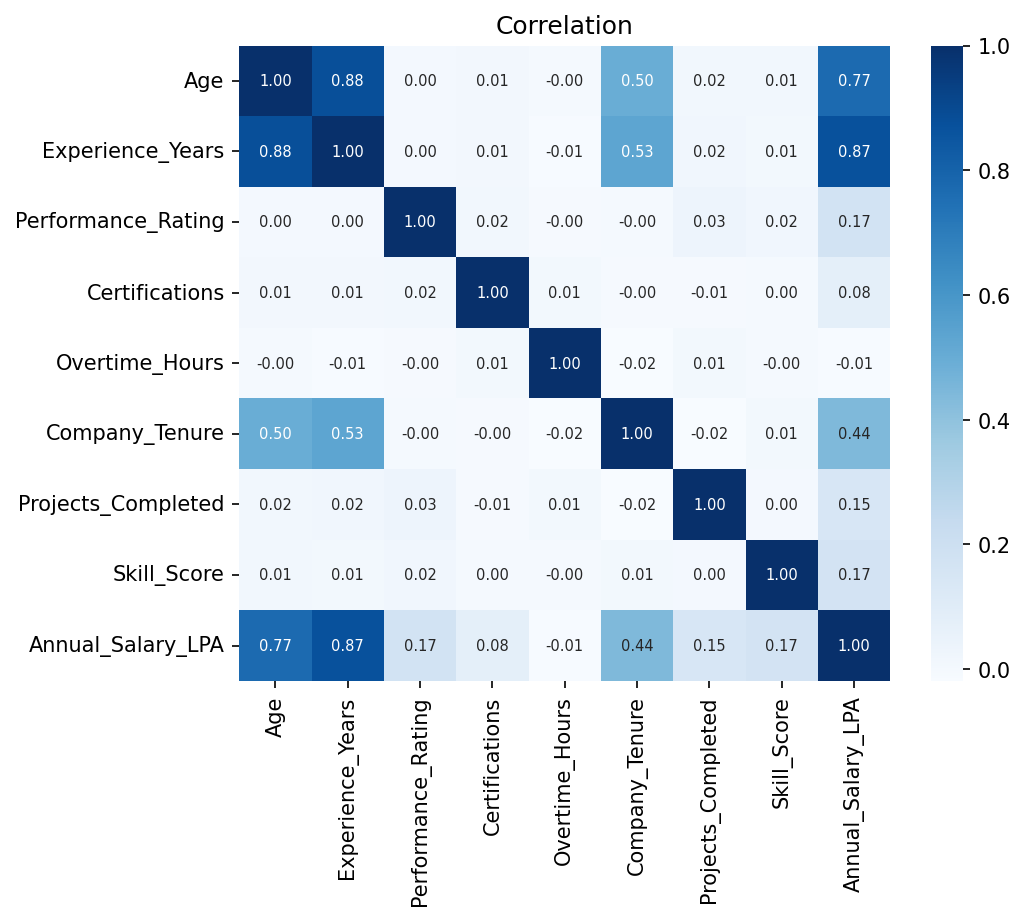 Correlation
Age 1.00 0.88 0.00 0.01 -0.00 0.50 0.02 0.01 0.77
Experience_Years 0.88 1.00 0.00 0.01 -0.01 0.53 0.02 0.01 0.87
Performance_Rating 0.00 0.00 1.00 0.02 -0.00 -0.00 0.03 0.02 0.17
Certifications 0.01 0.01 0.02 1.00 0.01 -0.00 -0.01 0.00 0.08
Overtime_Hours -0.00 -0.01 -0.00 0.01 1.00 -0.02 0.01 -0.00 -0.01
Company_Tenure 0.50 0.53 -0.00 -0.00 -0.02 1.00 -0.02 0.01 0.44
Projects_Completed 0.02 0.02 0.03 -0.01 0.01 -0.02 1.00 0.00 0.15
Skill_Score 0.01 0.01 0.02 0.00 -0.00 0.01 0.00 1.00 0.17
Annual_Salary_LPA 0.77 0.87 0.17 0.08 -0.01 0.44 0.15 0.17 1.00
Age
Experience_Years
Performance_Rating
Certifications
Overtime_Hours
Company_Tenure
Projects_Completed
Skill_Score
Annual_Salary_LPA
1.0
0.8
0.6
0.4
0.2
0.0